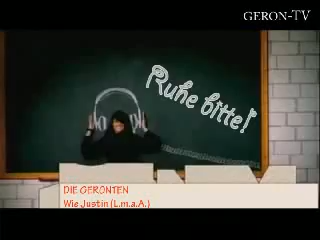 GERON-TV
Ruhe bitte!
DIE GERONTEN
Wie Justin (L.m.a.A.)